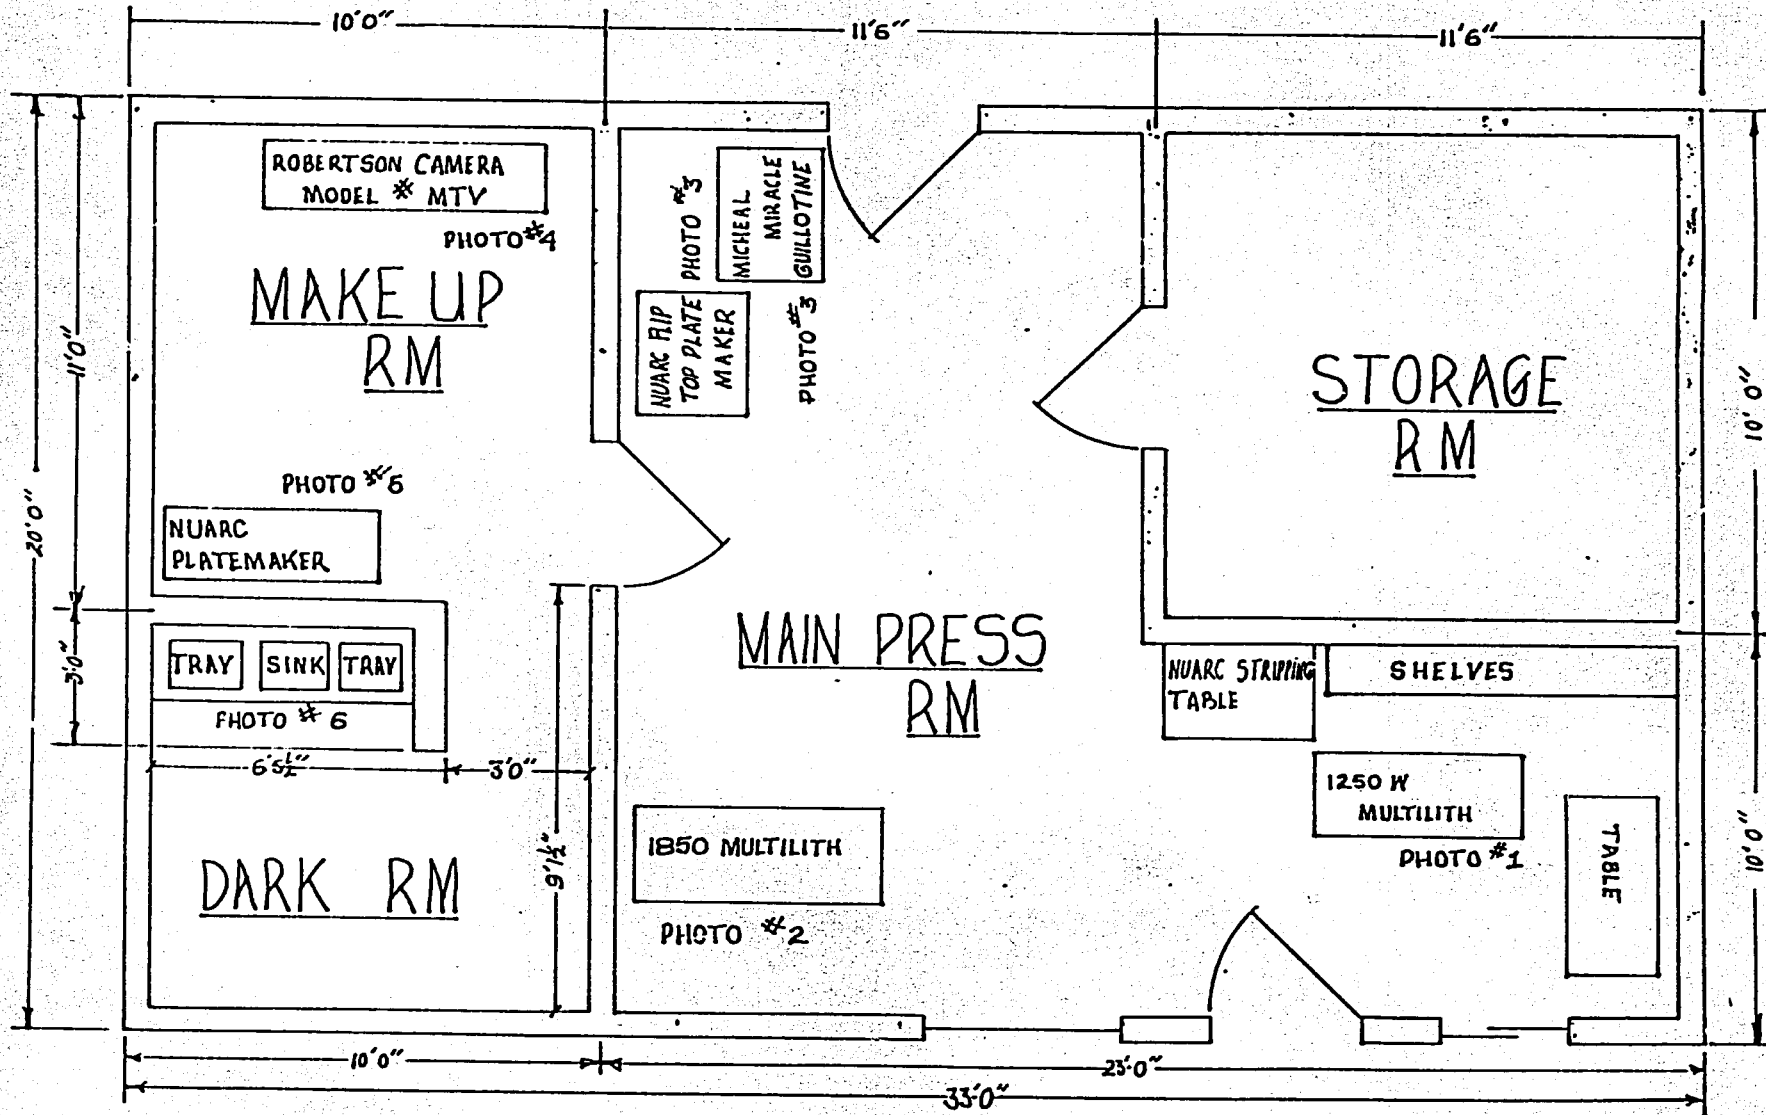 10'0"
11'6"
11'6"
ROBERTSON CAMERA
MODEL # MTV
PHOTO #4
MAKE UP
RM
PHOTO #3
MICHEAL
MIRACLE
GUILLOTINE
NUARC FLIP
TOP PLATE
MAKER
PHOTO #3
STORAGE
RM
11'0"
20'0"
10'0"
PHOTO #5
NUARC
PLATEMAKER
3'0"
TRAY
SINK
TRAY
PHOTO # 6
6'5½"
3'0"
9'1½"
DARK RM
MAIN PRESS
RM
NUARC STRIPPING
TABLE
SHELVES
1250 W
MULTILITH
PHOTO #1
TABLE
10'0"
1850 MULTILITH
PHOTO #2
10'0"
23'0"
33'0"